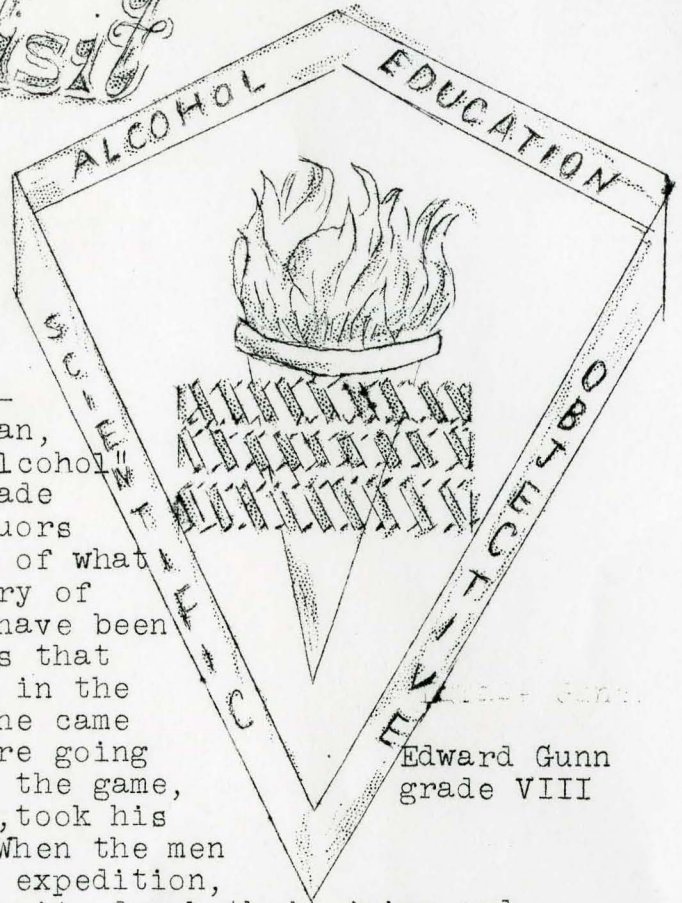 ALCOHOL EDUCATION
SCIENTIFIC
OBJECTIVE
an,
lcohol"
ade
uors
of what
ry of
have been
s that
in the
he came
re going
the game,
,took his
When the men
expedition,
Edward Gunn
grade VIII